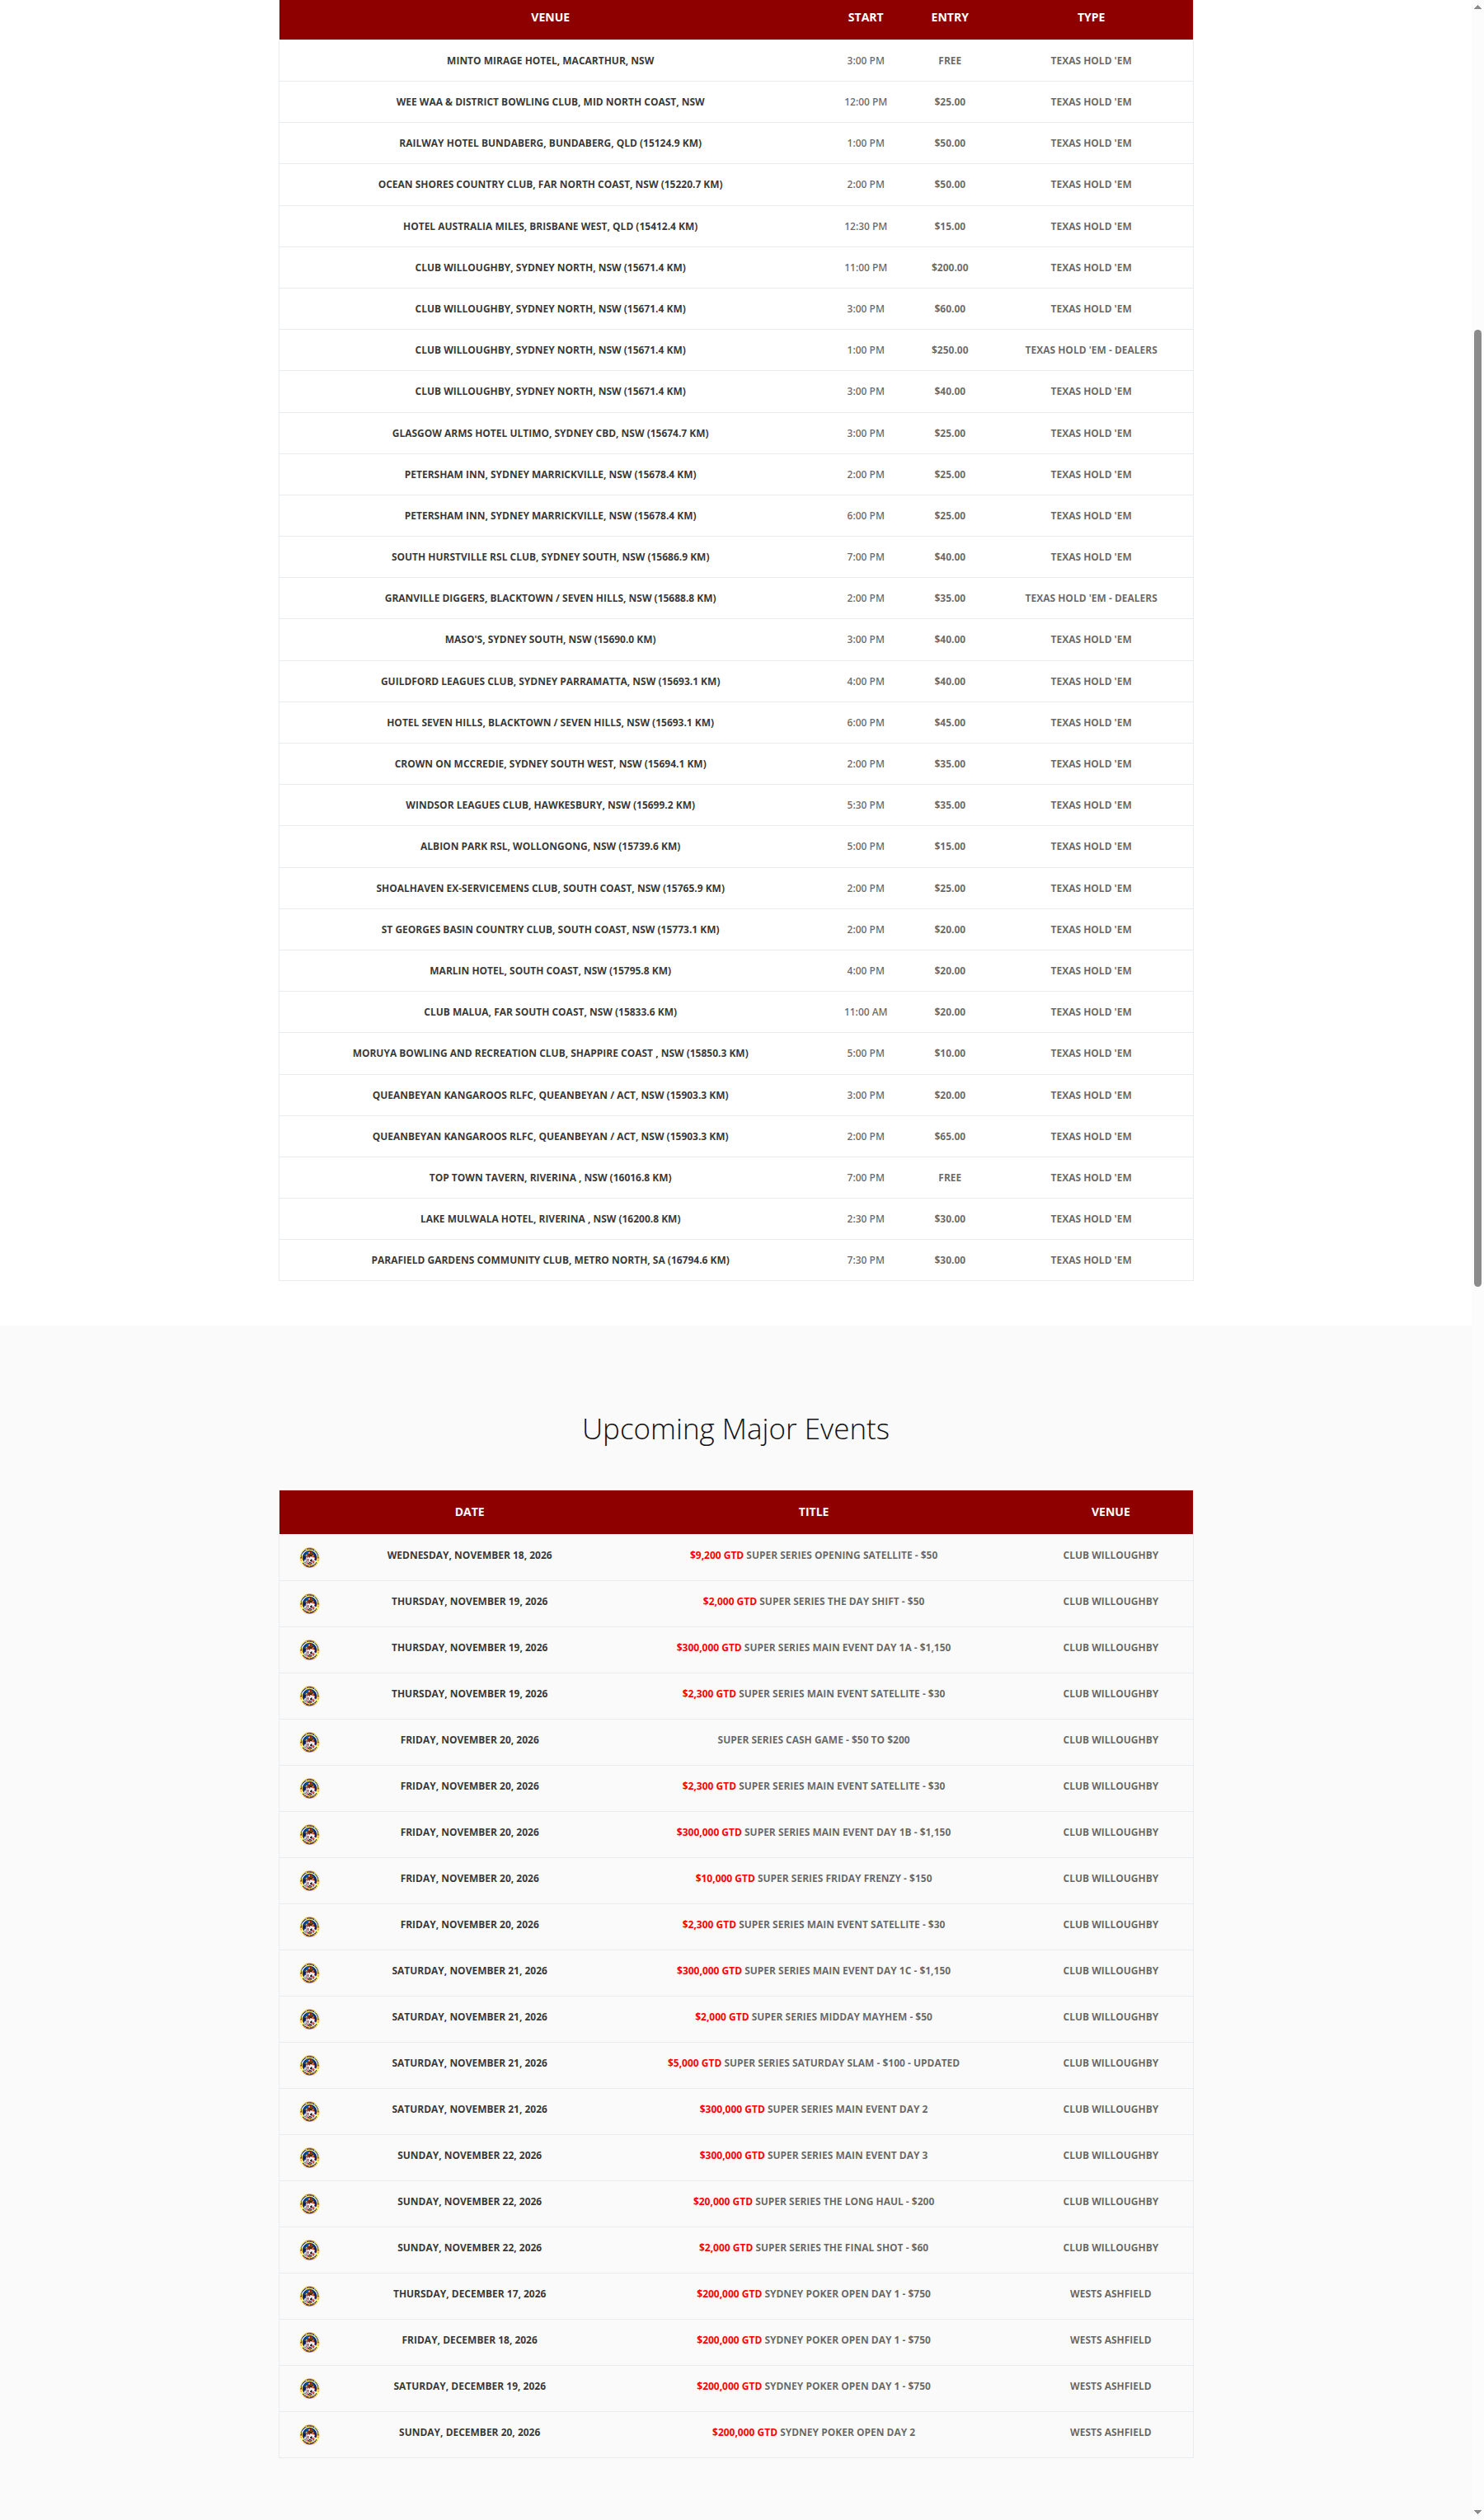 VENUE START ENTRY TYPE
MINTO MIRAGE HOTEL, MACARTHUR, NSW 3:00 PM FREE TEXAS HOLD 'EM
WEE WAA & DISTRICT BOWLING CLUB, MID NORTH COAST, NSW 12:00 PM $25.00 TEXAS HOLD 'EM
RAILWAY HOTEL BUNDABERG, BUNDABERG, QLD (15124.9 KM) 1:00 PM $50.00 TEXAS HOLD 'EM
OCEAN SHORES COUNTRY CLUB, FAR NORTH COAST, NSW (15220.7 KM) 2:00 PM $50.00 TEXAS HOLD 'EM
HOTEL AUSTRALIA MILES, BRISBANE WEST, QLD (15412.4 KM) 12:30 PM $15.00 TEXAS HOLD 'EM
CLUB WILLOUGHBY, SYDNEY NORTH, NSW (15671.4 KM) 11:00 PM $200.00 TEXAS HOLD 'EM
CLUB WILLOUGHBY, SYDNEY NORTH, NSW (15671.4 KM) 3:00 PM $60.00 TEXAS HOLD 'EM
CLUB WILLOUGHBY, SYDNEY NORTH, NSW (15671.4 KM) 1:00 PM $250.00 TEXAS HOLD 'EM - DEALERS
CLUB WILLOUGHBY, SYDNEY NORTH, NSW (15671.4 KM) 3:00 PM $40.00 TEXAS HOLD 'EM
GLASGOW ARMS HOTEL ULTIMO, SYDNEY CBD, NSW (15674.7 KM) 3:00 PM $25.00 TEXAS HOLD 'EM
PETERSHAM INN, SYDNEY MARRICKVILLE, NSW (15678.4 KM) 2:00 PM $25.00 TEXAS HOLD 'EM
PETERSHAM INN, SYDNEY MARRICKVILLE, NSW (15678.4 KM) 6:00 PM $25.00 TEXAS HOLD 'EM
SOUTH HURSTVILLE RSL CLUB, SYDNEY SOUTH, NSW (15686.9 KM) 7:00 PM $40.00 TEXAS HOLD 'EM
GRANVILLE DIGGERS, BLACKTOWN / SEVEN HILLS, NSW (15688.8 KM) 2:00 PM $35.00 TEXAS HOLD 'EM - DEALERS
MASO'S, SYDNEY SOUTH, NSW (15690.0 KM) 3:00 PM $40.00 TEXAS HOLD 'EM
GUILDFORD LEAGUES CLUB, SYDNEY PARRAMATTA, NSW (15693.1 KM) 4:00 PM $40.00 TEXAS HOLD 'EM
HOTEL SEVEN HILLS, BLACKTOWN / SEVEN HILLS, NSW (15693.1 KM) 6:00 PM $45.00 TEXAS HOLD 'EM
CROWN ON MCCREDIE, SYDNEY SOUTH WEST, NSW (15694.1 KM) 2:00 PM $35.00 TEXAS HOLD 'EM
WINDSOR LEAGUES CLUB, HAWKESBURY, NSW (15699.2 KM) 5:30 PM $35.00 TEXAS HOLD 'EM
ALBION PARK RSL, WOLLONGONG, NSW (15739.6 KM) 5:00 PM $15.00 TEXAS HOLD 'EM
SHOALHAVEN EX-SERVICEMENS CLUB, SOUTH COAST, NSW (15765.9 KM) 2:00 PM $25.00 TEXAS HOLD 'EM
ST GEORGES BASIN COUNTRY CLUB, SOUTH COAST, NSW (15773.1 KM) 2:00 PM $20.00 TEXAS HOLD 'EM
MARLIN HOTEL, SOUTH COAST, NSW (15795.8 KM) 4:00 PM $20.00 TEXAS HOLD 'EM
CLUB MALUA, FAR SOUTH COAST, NSW (15833.6 KM) 11:00 AM $20.00 TEXAS HOLD 'EM
MORUYA BOWLING AND RECREATION CLUB, SHAPPIRE COAST , NSW (15850.3 KM) 5:00 PM $10.00 TEXAS HOLD 'EM
QUEANBEYAN KANGAROOS RLFC, QUEANBEYAN / ACT, NSW (15903.3 KM) 3:00 PM $20.00 TEXAS HOLD 'EM
QUEANBEYAN KANGAROOS RLFC, QUEANBEYAN / ACT, NSW (15903.3 KM) 2:00 PM $65.00 TEXAS HOLD 'EM
TOP TOWN TAVERN, RIVERINA , NSW (16016.8 KM) 7:00 PM FREE TEXAS HOLD 'EM
LAKE MULWALA HOTEL, RIVERINA , NSW (16200.8 KM) 2:30 PM $30.00 TEXAS HOLD 'EM
PARAFIELD GARDENS COMMUNITY CLUB, METRO NORTH, SA (16794.6 KM) 7:30 PM $30.00 TEXAS HOLD 'EM
Upcoming Major Events
DATE TITLE VENUE
WEDNESDAY, NOVEMBER 18, 2026 $9,200 GTD SUPER SERIES OPENING SATELLITE - $50 CLUB WILLOUGHBY
THURSDAY, NOVEMBER 19, 2026 $2,000 GTD SUPER SERIES THE DAY SHIFT - $50 CLUB WILLOUGHBY
THURSDAY, NOVEMBER 19, 2026 $300,000 GTD SUPER SERIES MAIN EVENT DAY 1A - $1,150 CLUB WILLOUGHBY
THURSDAY, NOVEMBER 19, 2026 $2,300 GTD SUPER SERIES MAIN EVENT SATELLITE - $30 CLUB WILLOUGHBY
FRIDAY, NOVEMBER 20, 2026 SUPER SERIES CASH GAME - $50 TO $200 CLUB WILLOUGHBY
FRIDAY, NOVEMBER 20, 2026 $2,300 GTD SUPER SERIES MAIN EVENT SATELLITE - $30 CLUB WILLOUGHBY
FRIDAY, NOVEMBER 20, 2026 $300,000 GTD SUPER SERIES MAIN EVENT DAY 1B - $1,150 CLUB WILLOUGHBY
FRIDAY, NOVEMBER 20, 2026 $10,000 GTD SUPER SERIES FRIDAY FRENZY - $150 CLUB WILLOUGHBY
FRIDAY, NOVEMBER 20, 2026 $2,300 GTD SUPER SERIES MAIN EVENT SATELLITE - $30 CLUB WILLOUGHBY
SATURDAY, NOVEMBER 21, 2026 $300,000 GTD SUPER SERIES MAIN EVENT DAY 1C - $1,150 CLUB WILLOUGHBY
SATURDAY, NOVEMBER 21, 2026 $2,000 GTD SUPER SERIES MIDDAY MAYHEM - $50 CLUB WILLOUGHBY
SATURDAY, NOVEMBER 21, 2026 $5,000 GTD SUPER SERIES SATURDAY SLAM - $100 - UPDATED CLUB WILLOUGHBY
SATURDAY, NOVEMBER 21, 2026 $300,000 GTD SUPER SERIES MAIN EVENT DAY 2 CLUB WILLOUGHBY
SUNDAY, NOVEMBER 22, 2026 $300,000 GTD SUPER SERIES MAIN EVENT DAY 3 CLUB WILLOUGHBY
SUNDAY, NOVEMBER 22, 2026 $20,000 GTD SUPER SERIES THE LONG HAUL - $200 CLUB WILLOUGHBY
SUNDAY, NOVEMBER 22, 2026 $2,000 GTD SUPER SERIES THE FINAL SHOT - $60 CLUB WILLOUGHBY
THURSDAY, DECEMBER 17, 2026 $200,000 GTD SYDNEY POKER OPEN DAY 1 - $750 WESTS ASHFIELD
FRIDAY, DECEMBER 18, 2026 $200,000 GTD SYDNEY POKER OPEN DAY 1 - $750 WESTS ASHFIELD
SATURDAY, DECEMBER 19, 2026 $200,000 GTD SYDNEY POKER OPEN DAY 1 - $750 WESTS ASHFIELD
SUNDAY, DECEMBER 20, 2026 $200,000 GTD SYDNEY POKER OPEN DAY 2 WESTS ASHFIELD